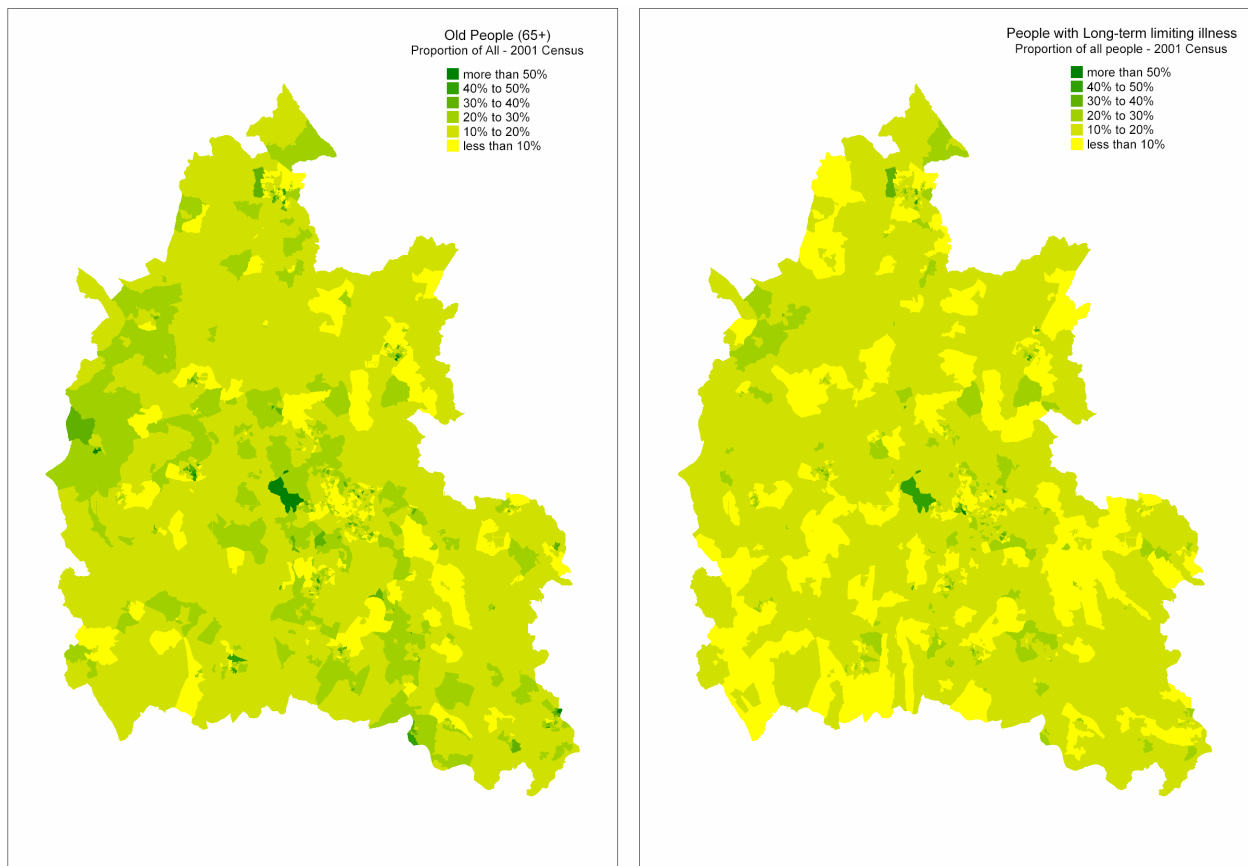 Old People (65+)
Proportion of All - 2001 Census
more than 50%
40% to 50%
30% to 40%
20% to 30%
10% to 20%
less than 10%
People with Long-term limiting illness
Proportion of all people - 2001 Census
more than 50%
40% to 50%
30% to 40%
20% to 30%
10% to 20%
less than 10%